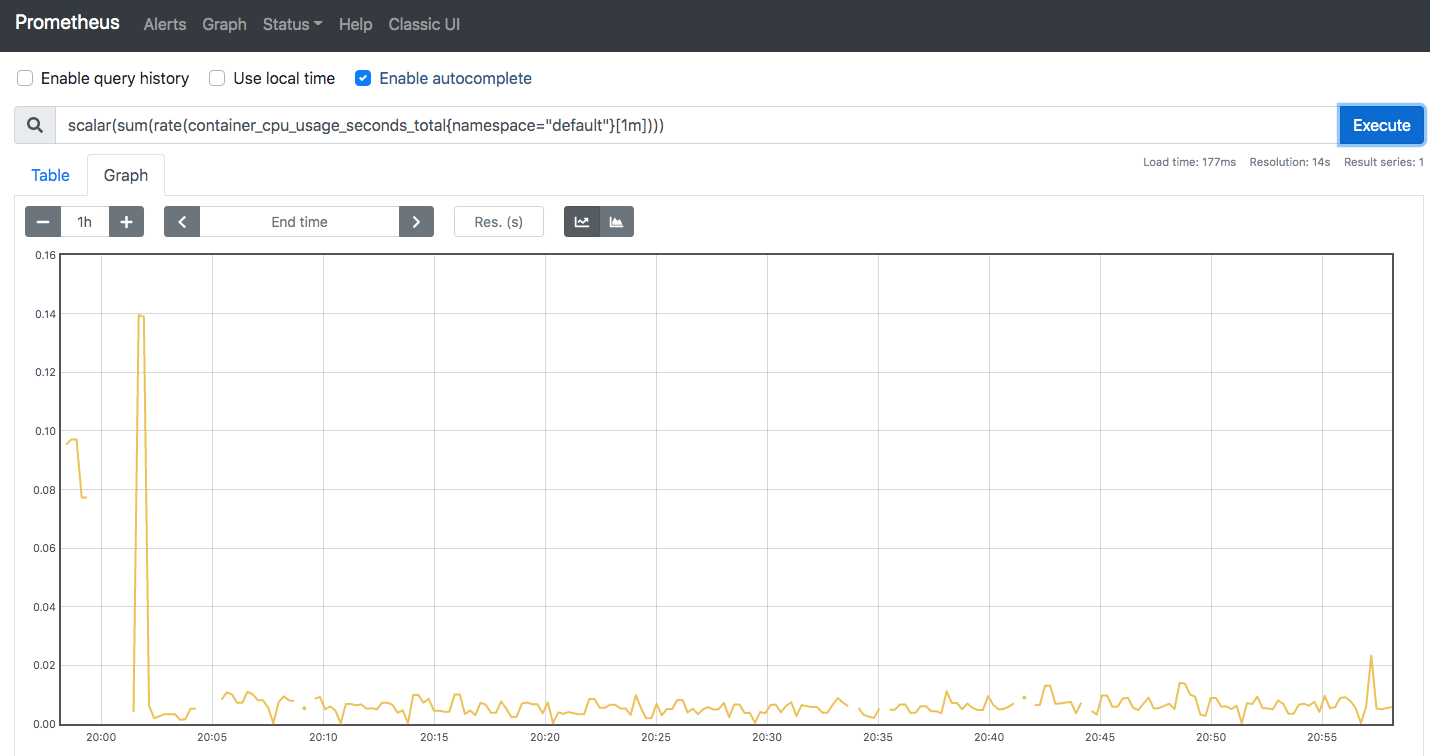 Prometheus Alerts Graph Status Help Classic UI
Enable query history Use local time Enable autocomplete
scalar(sum(rate(container_cpu_usage_seconds_total{namespace="default"}[1m]))) Execute
Load time: 177ms Resolution: 14s Result series: 1
Table Graph
1h End time Res. (s)
0.16
0.14
0.12
0.10
0.08
0.06
0.04
0.02
0.00
20:00 20:05 20:10 20:15 20:20 20:25 20:30 20:35 20:40 20:45 20:50 20:55